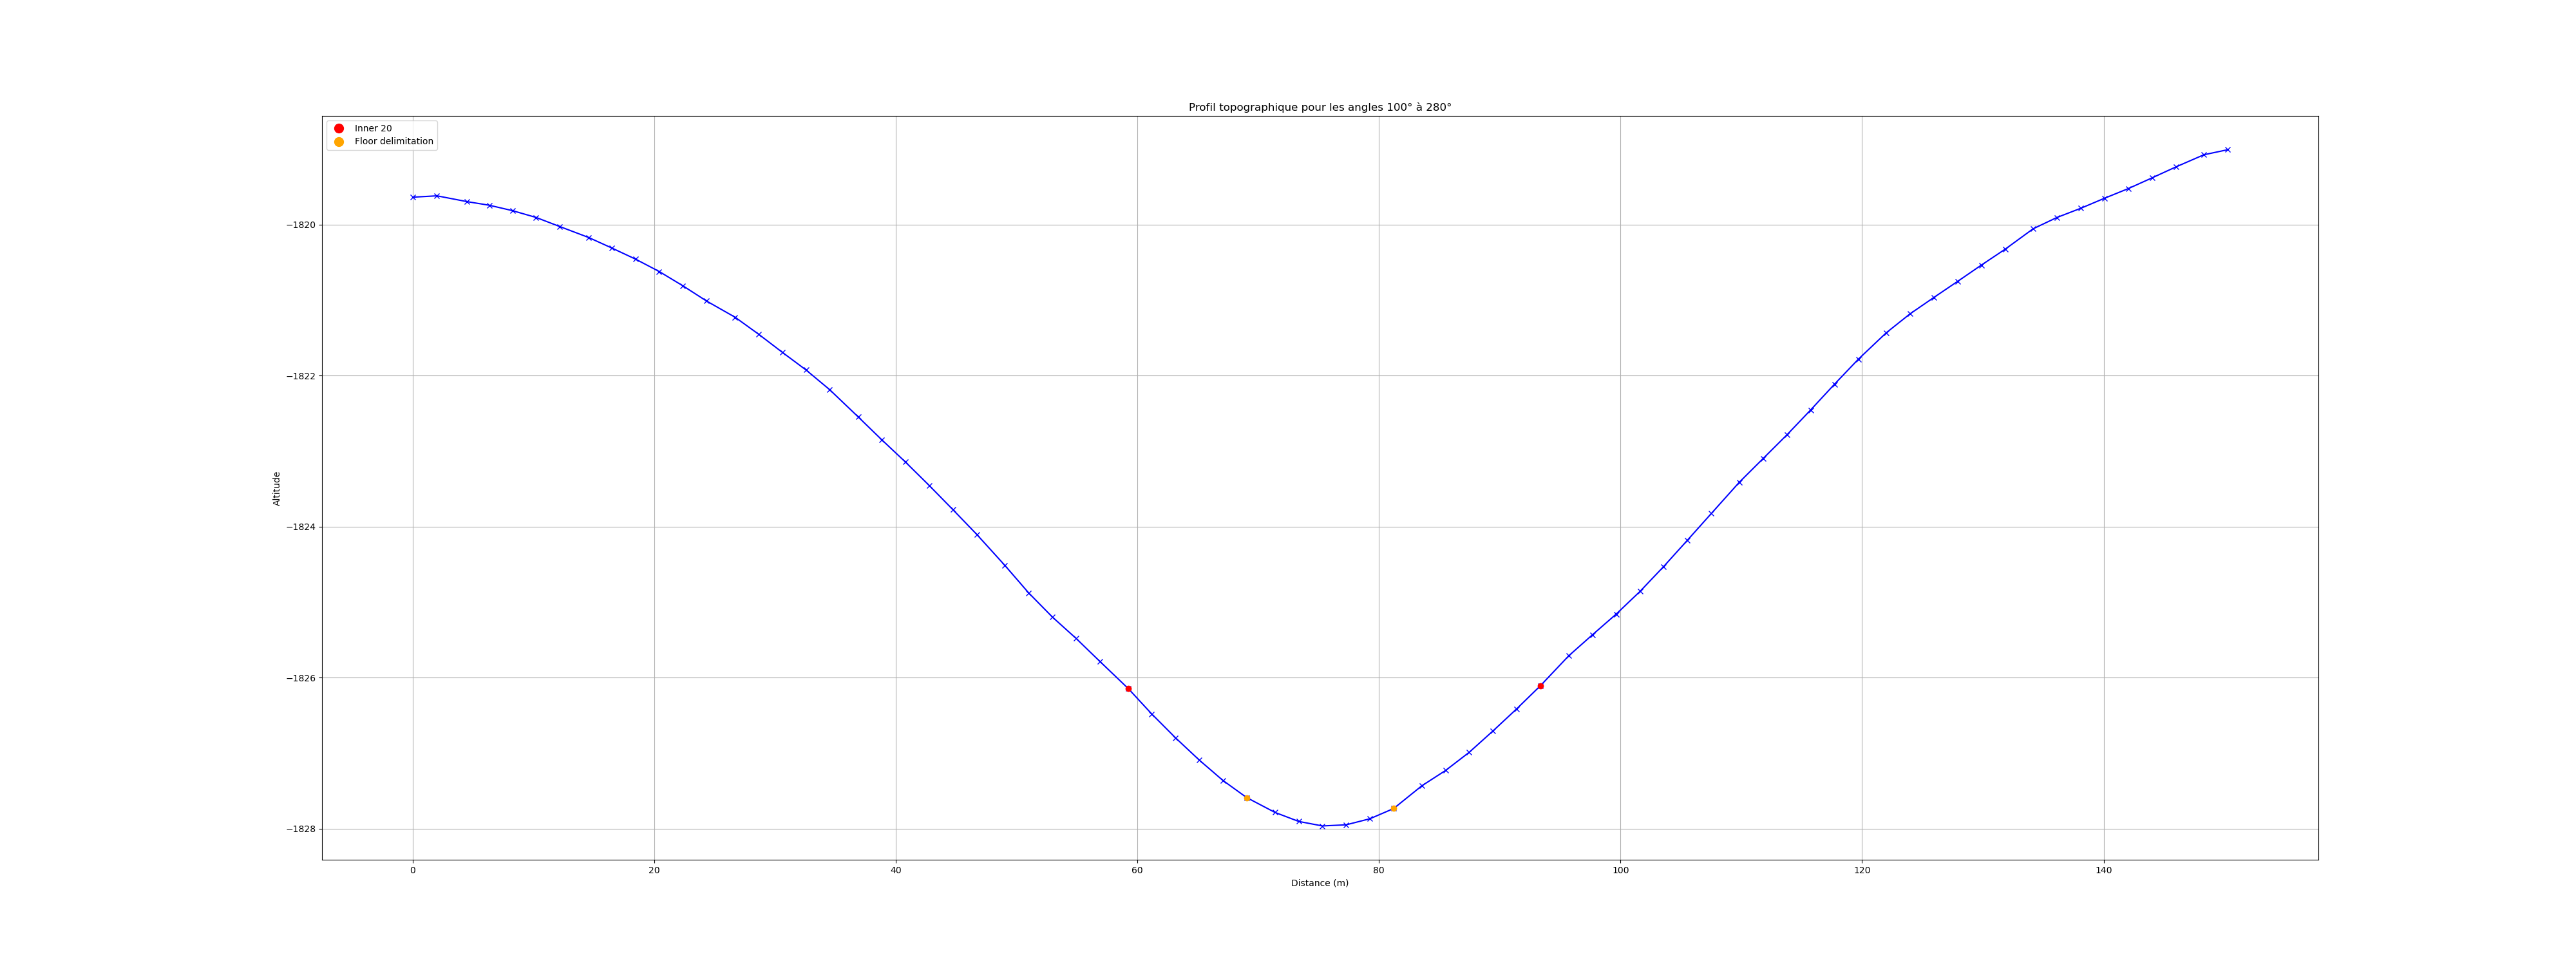 Profil topographique pour les angles 100° à 280°
Inner 20
Floor delimitation
−1820
−1822
−1824
−1826
−1828
Altitude
0 20 40 60 80 100 120 140
Distance (m)